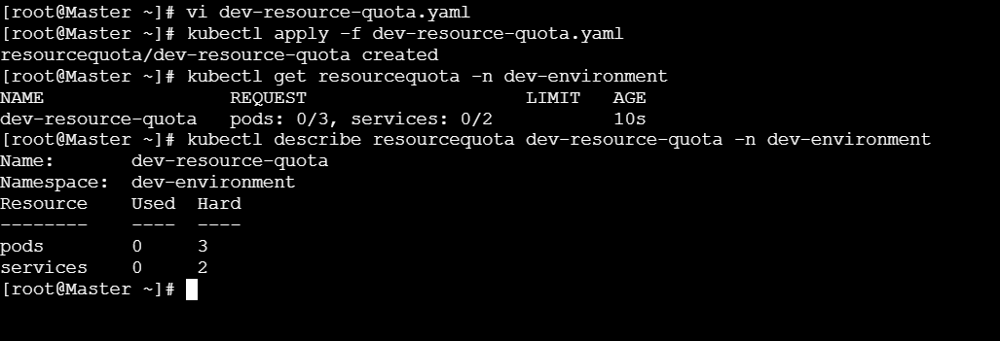 [root@Master ~]# vi dev-resource-quota.yaml
[root@Master ~]# kubectl apply -f dev-resource-quota.yaml
resourcequota/dev-resource-quota created
[root@Master ~]# kubectl get resourcequota -n dev-environment
NAME                 REQUEST                    LIMIT   AGE
dev-resource-quota   pods: 0/3, services: 0/2           10s
[root@Master ~]# kubectl describe resourcequota dev-resource-quota -n dev-environment
Name:       dev-resource-quota
Namespace:  dev-environment
Resource    Used  Hard
--------    ----  ----
pods        0     3
services    0     2
[root@Master ~]#